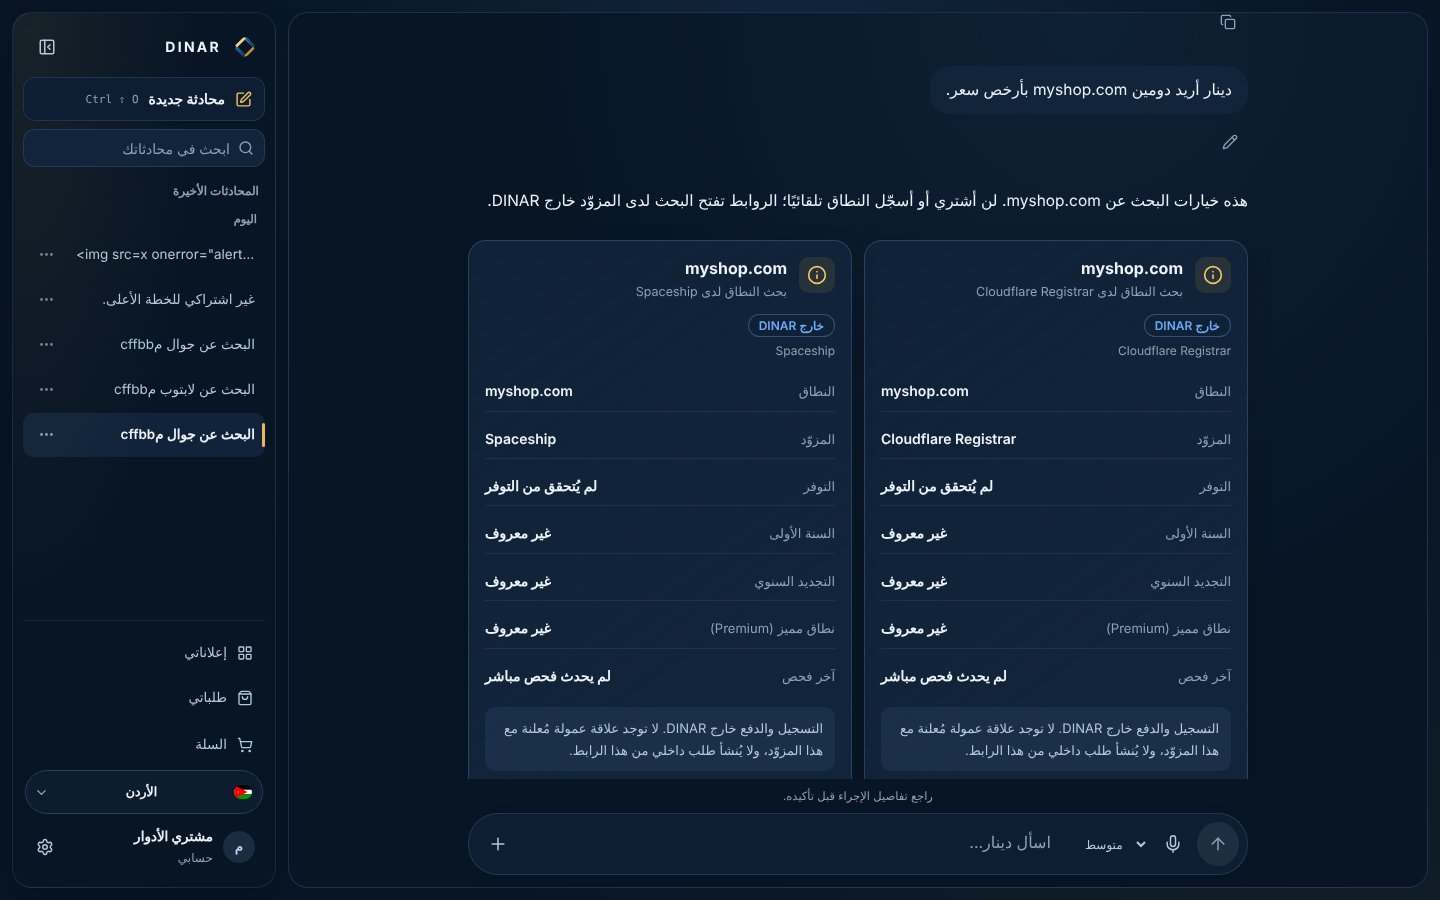 DINAR
محادثة جديدة Ctrl ⇧ O
ابحث في محادثاتك
المحادثات الأخيرة
اليوم
<img src=x onerror="alert...
غير اشتراكي للخطة الأعلى.
البحث عن جوال مcffbb
البحث عن لابتوب مcffbb
البحث عن جوال مcffbb
إعلاناتي
طلباتي
السلة
الأردن
م
مشتري الأدوار
حسابي
دينار أريد دومين myshop.com بأرخص سعر.
هذه خيارات البحث عن myshop.com. لن أشتري أو أسجّل النطاق تلقائيًا؛ الروابط تفتح البحث لدى المزوّد خارج DINAR.
myshop.com
بحث النطاق لدى Cloudflare Registrar
خارج DINAR
Cloudflare Registrar
النطاق myshop.com
المزوّد Cloudflare Registrar
التوفر لم يُتحقق من التوفر
السنة الأولى غير معروف
التجديد السنوي غير معروف
نطاق مميز (Premium) غير معروف
آخر فحص لم يحدث فحص مباشر
التسجيل والدفع خارج DINAR. لا توجد علاقة عمولة مُعلنة مع
هذا المزوّد، ولا يُنشأ طلب داخلي من هذا الرابط.
myshop.com
بحث النطاق لدى Spaceship
خارج DINAR
Spaceship
النطاق myshop.com
المزوّد Spaceship
التوفر لم يُتحقق من التوفر
السنة الأولى غير معروف
التجديد السنوي غير معروف
نطاق مميز (Premium) غير معروف
آخر فحص لم يحدث فحص مباشر
التسجيل والدفع خارج DINAR. لا توجد علاقة عمولة مُعلنة مع
هذا المزوّد، ولا يُنشأ طلب داخلي من هذا الرابط.
راجع تفاصيل الإجراء قبل تأكيده.
متوسط اسأل دينار...